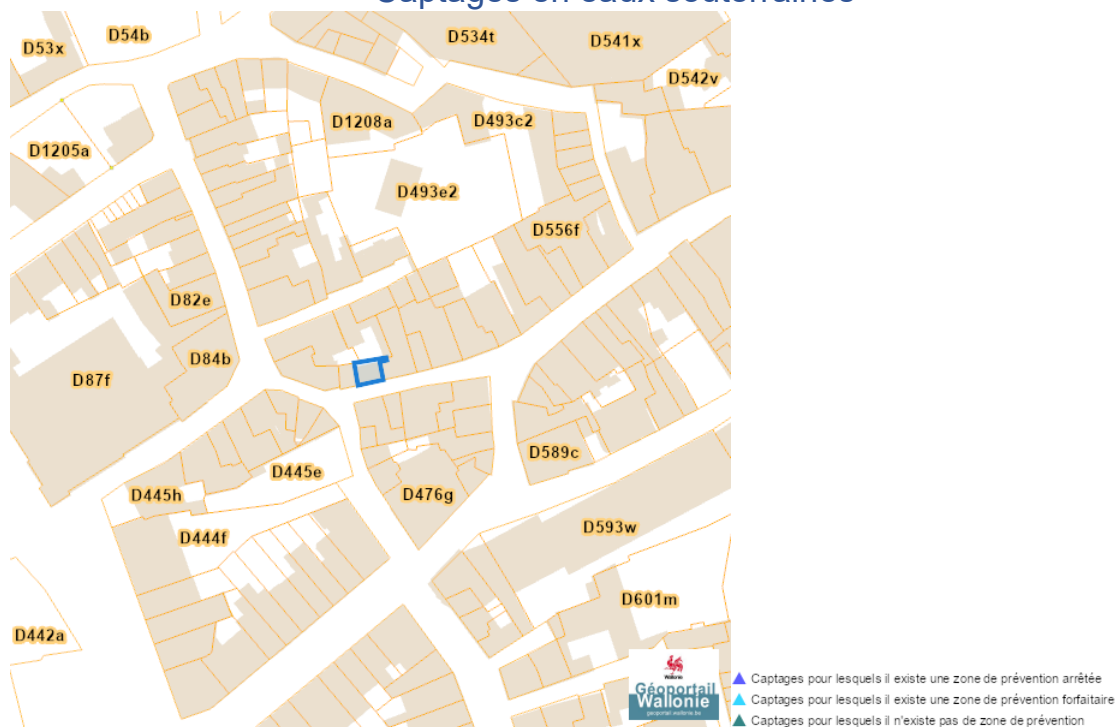 Captages en eaux souterraines
D53x
D54b
D534t
D541x
D542v
D1208a
D493c2
D1205a
D493e2
D556f
D82e
D84b
D87f
D589c
D445e
D445h
D476g
D444f
D593w
D601m
D442a
Wallonie
Géoportail
Wallonie
geoportail.wallonie.be
Captages pour lesquels il existe une zone de prévention arrêtée
Captages pour lesquels il existe une zone de prévention forfaitaire
Captages pour lesquels il n'existe pas de zone de prévention